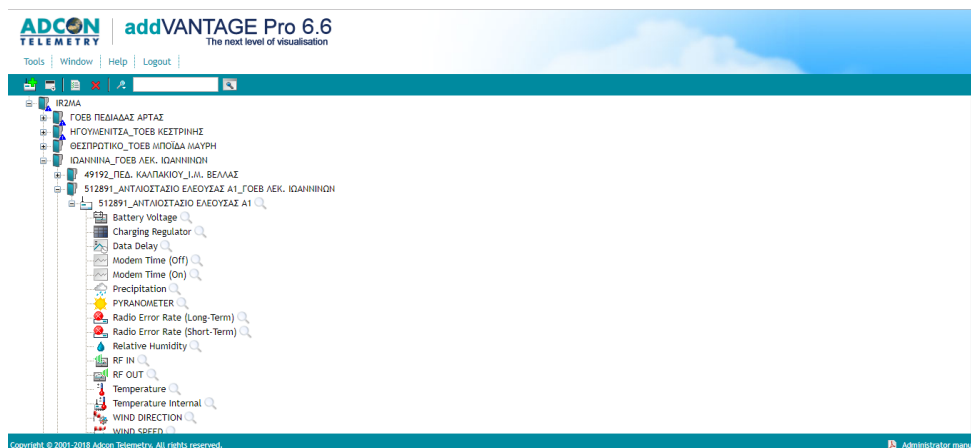 ADCON
TELEMETRY
addVANTAGE Pro 6.6
The next level of visualisation
Tools Window Help Logout
IR2MA
ΓΟΕΒ ΠΕΔΙΑΔΑΣ ΑΡΤΑΣ
ΗΓΟΥΜΕΝΙΤΣΑ_ΤΟΕΒ ΚΕΣΤΡΙΝΗΣ
ΘΕΣΠΡΩΤΙΚΟ_ΤΟΕΒ ΜΠΟΪΔΑ ΜΑΥΡΗ
ΙΩΑΝΝΙΝΑ_ΓΟΕΒ ΛΕΚ. ΙΩΑΝΝΙΝΩΝ
49192_ΠΕΔ. ΚΑΛΠΑΚΙΟΥ_Ι.Μ. ΒΕΛΛΑΣ
512891_ΑΝΤΛΙΟΣΤΑΣΙΟ ΕΛΕΟΥΣΑΣ Α1_ΓΟΕΒ ΛΕΚ. ΙΩΑΝΝΙΝΩΝ
512891_ΑΝΤΛΙΟΣΤΑΣΙΟ ΕΛΕΟΥΣΑΣ Α1
Battery Voltage
Charging Regulator
Data Delay
Modem Time (Off)
Modem Time (On)
Precipitation
PYRANOMETER
Radio Error Rate (Long-Term)
Radio Error Rate (Short-Term)
Relative Humidity
RF IN
RF OUT
Temperature
Temperature Internal
WIND DIRECTION
WIND SPEED
Copyright © 2001-2018 Adcon Telemetry. All rights reserved. Administrator manu